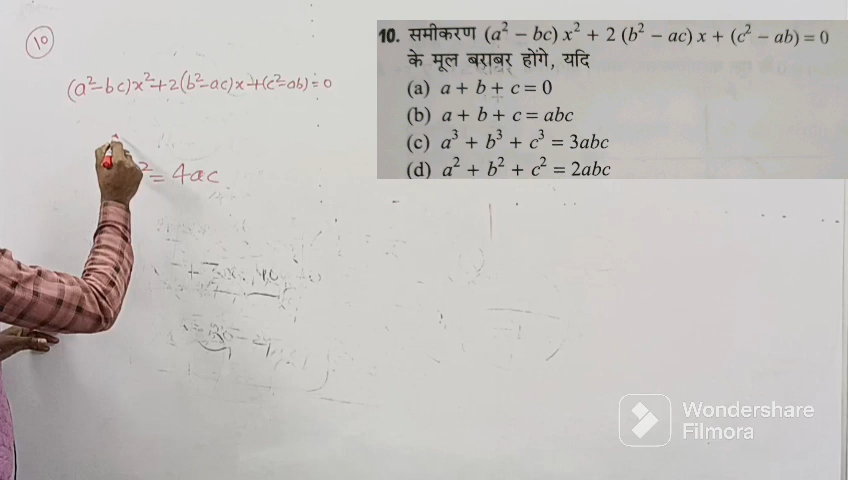 10
(a²-bc)x²+2(b²-ac)x+(c²-ab)=0
²=4ac
10. समीकरण (a² − bc) x² + 2 (b² − ac) x + (c² − ab) = 0
के मूल बराबर होंगे, यदि
(a) a + b + c = 0
(b) a + b + c = abc
(c) a³ + b³ + c³ = 3abc
(d) a² + b² + c² = 2abc
Wondershare
Filmora